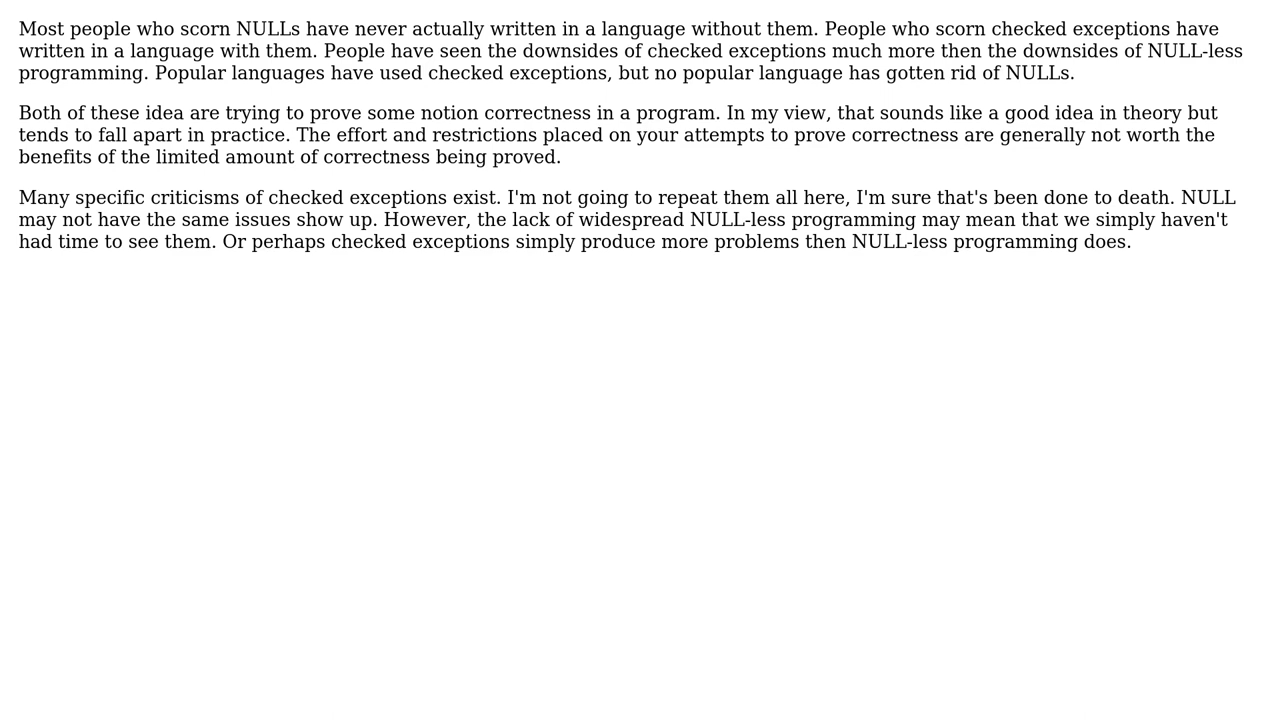 Most people who scorn NULLs have never actually written in a language without them. People who scorn checked exceptions have
written in a language with them. People have seen the downsides of checked exceptions much more then the downsides of NULL-less
programming. Popular languages have used checked exceptions, but no popular language has gotten rid of NULLs.
Both of these idea are trying to prove some notion correctness in a program. In my view, that sounds like a good idea in theory but
tends to fall apart in practice. The effort and restrictions placed on your attempts to prove correctness are generally not worth the
benefits of the limited amount of correctness being proved.
Many specific criticisms of checked exceptions exist. I'm not going to repeat them all here, I'm sure that's been done to death. NULL
may not have the same issues show up. However, the lack of widespread NULL-less programming may mean that we simply haven't
had time to see them. Or perhaps checked exceptions simply produce more problems then NULL-less programming does.